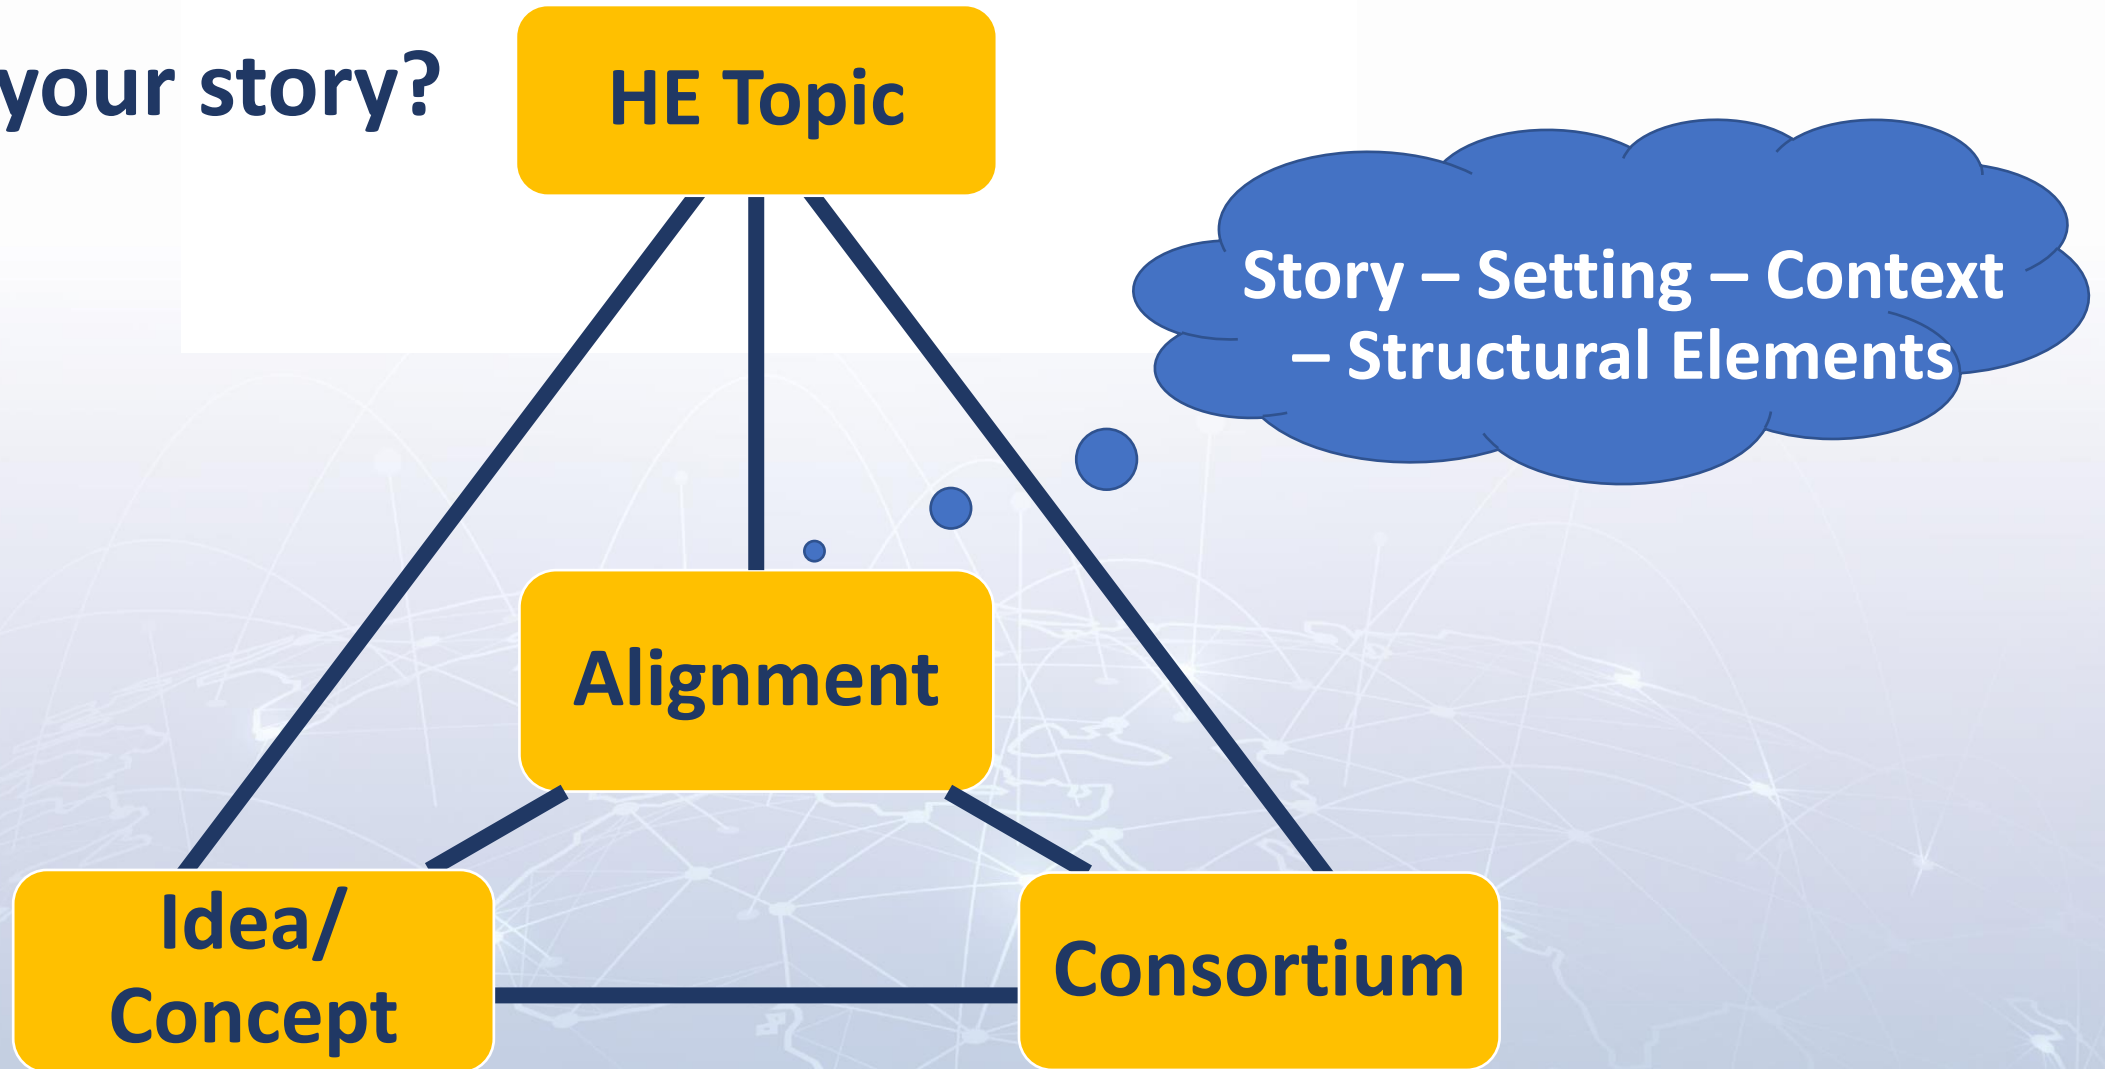 your story?
HE Topic
Story – Setting – Context
– Structural Elements
Alignment
Idea/
Concept
Consortium